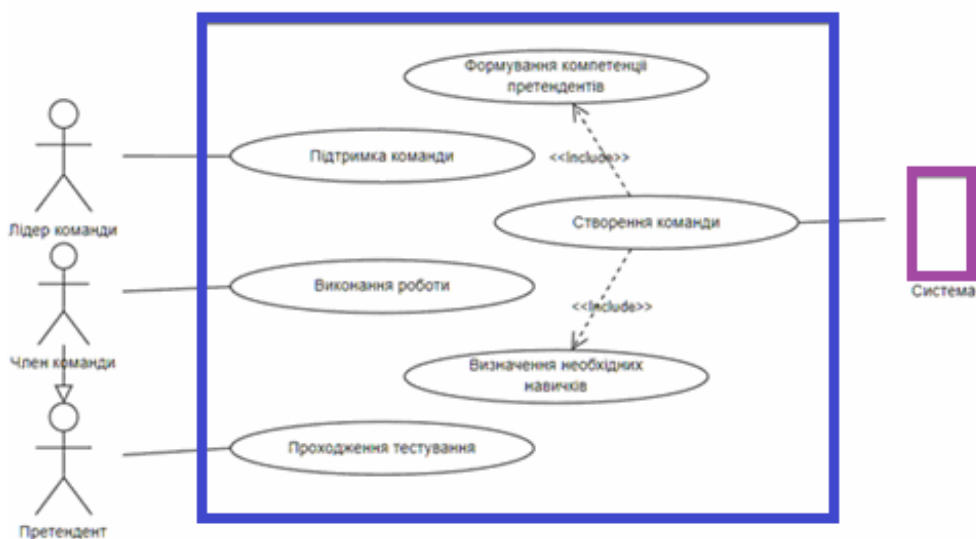 Формування компетенції
претендентів
Підтримка команди
<<Include>>
Лідер команди
Створення команди
Система
Виконання роботи
<<Include>>
Член команди
Визначення необхідних
навичків
Проходження тестування
Претендент